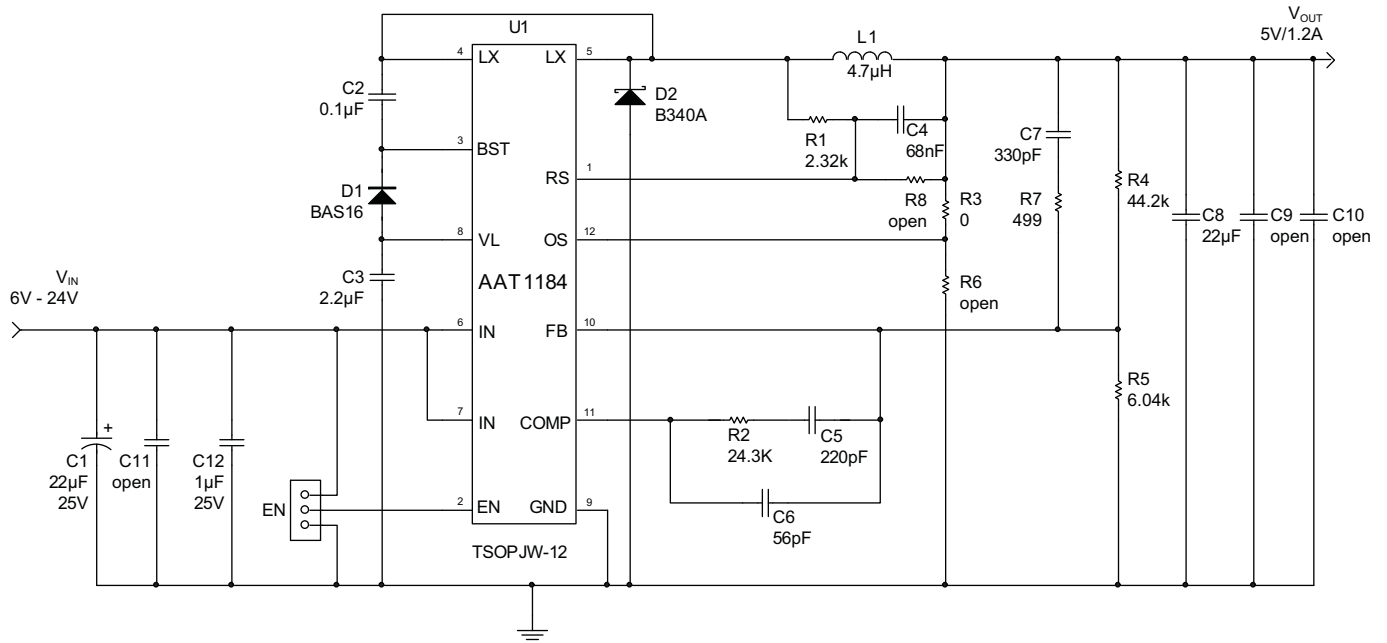 U1
V_OUT
5V/1.2A
4
LX
LX
5
L1
4.7µH
C2
0.1µF
D2
B340A
3
BST
R1
2.32k
C4
68nF
C7
330pF
RS
1
D1
BAS16
R8
open
R3
0
R7
499
R4
44.2k
C8
22µF
C9
open
C10
open
8
VL
OS
12
C3
2.2µF
AAT1184
R6
open
V_IN
6V - 24V
6
IN
FB
10
R5
6.04k
7
IN
COMP
11
R2
24.3K
C5
220pF
C1
22µF
25V
+
C11
open
C12
1µF
25V
EN
2
EN
GND
9
C6
56pF
TSOPJW-12